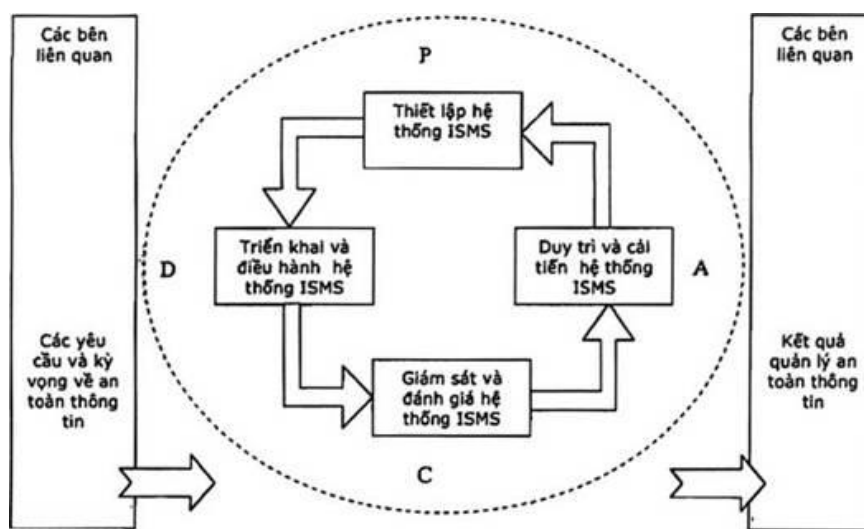 Các bên
liên quan
Các yêu
cầu và kỳ
vọng về an
toàn thông
tin
P
Thiết lập hệ
thống ISMS
D
Triển khai và
điều hành hệ
thống ISMS
Duy trì và cải
tiến hệ thống
ISMS
A
Giám sát và
đánh giá hệ
thống ISMS
C
Các bên
liên quan
Kết quả
quản lý an
toàn thông
tin